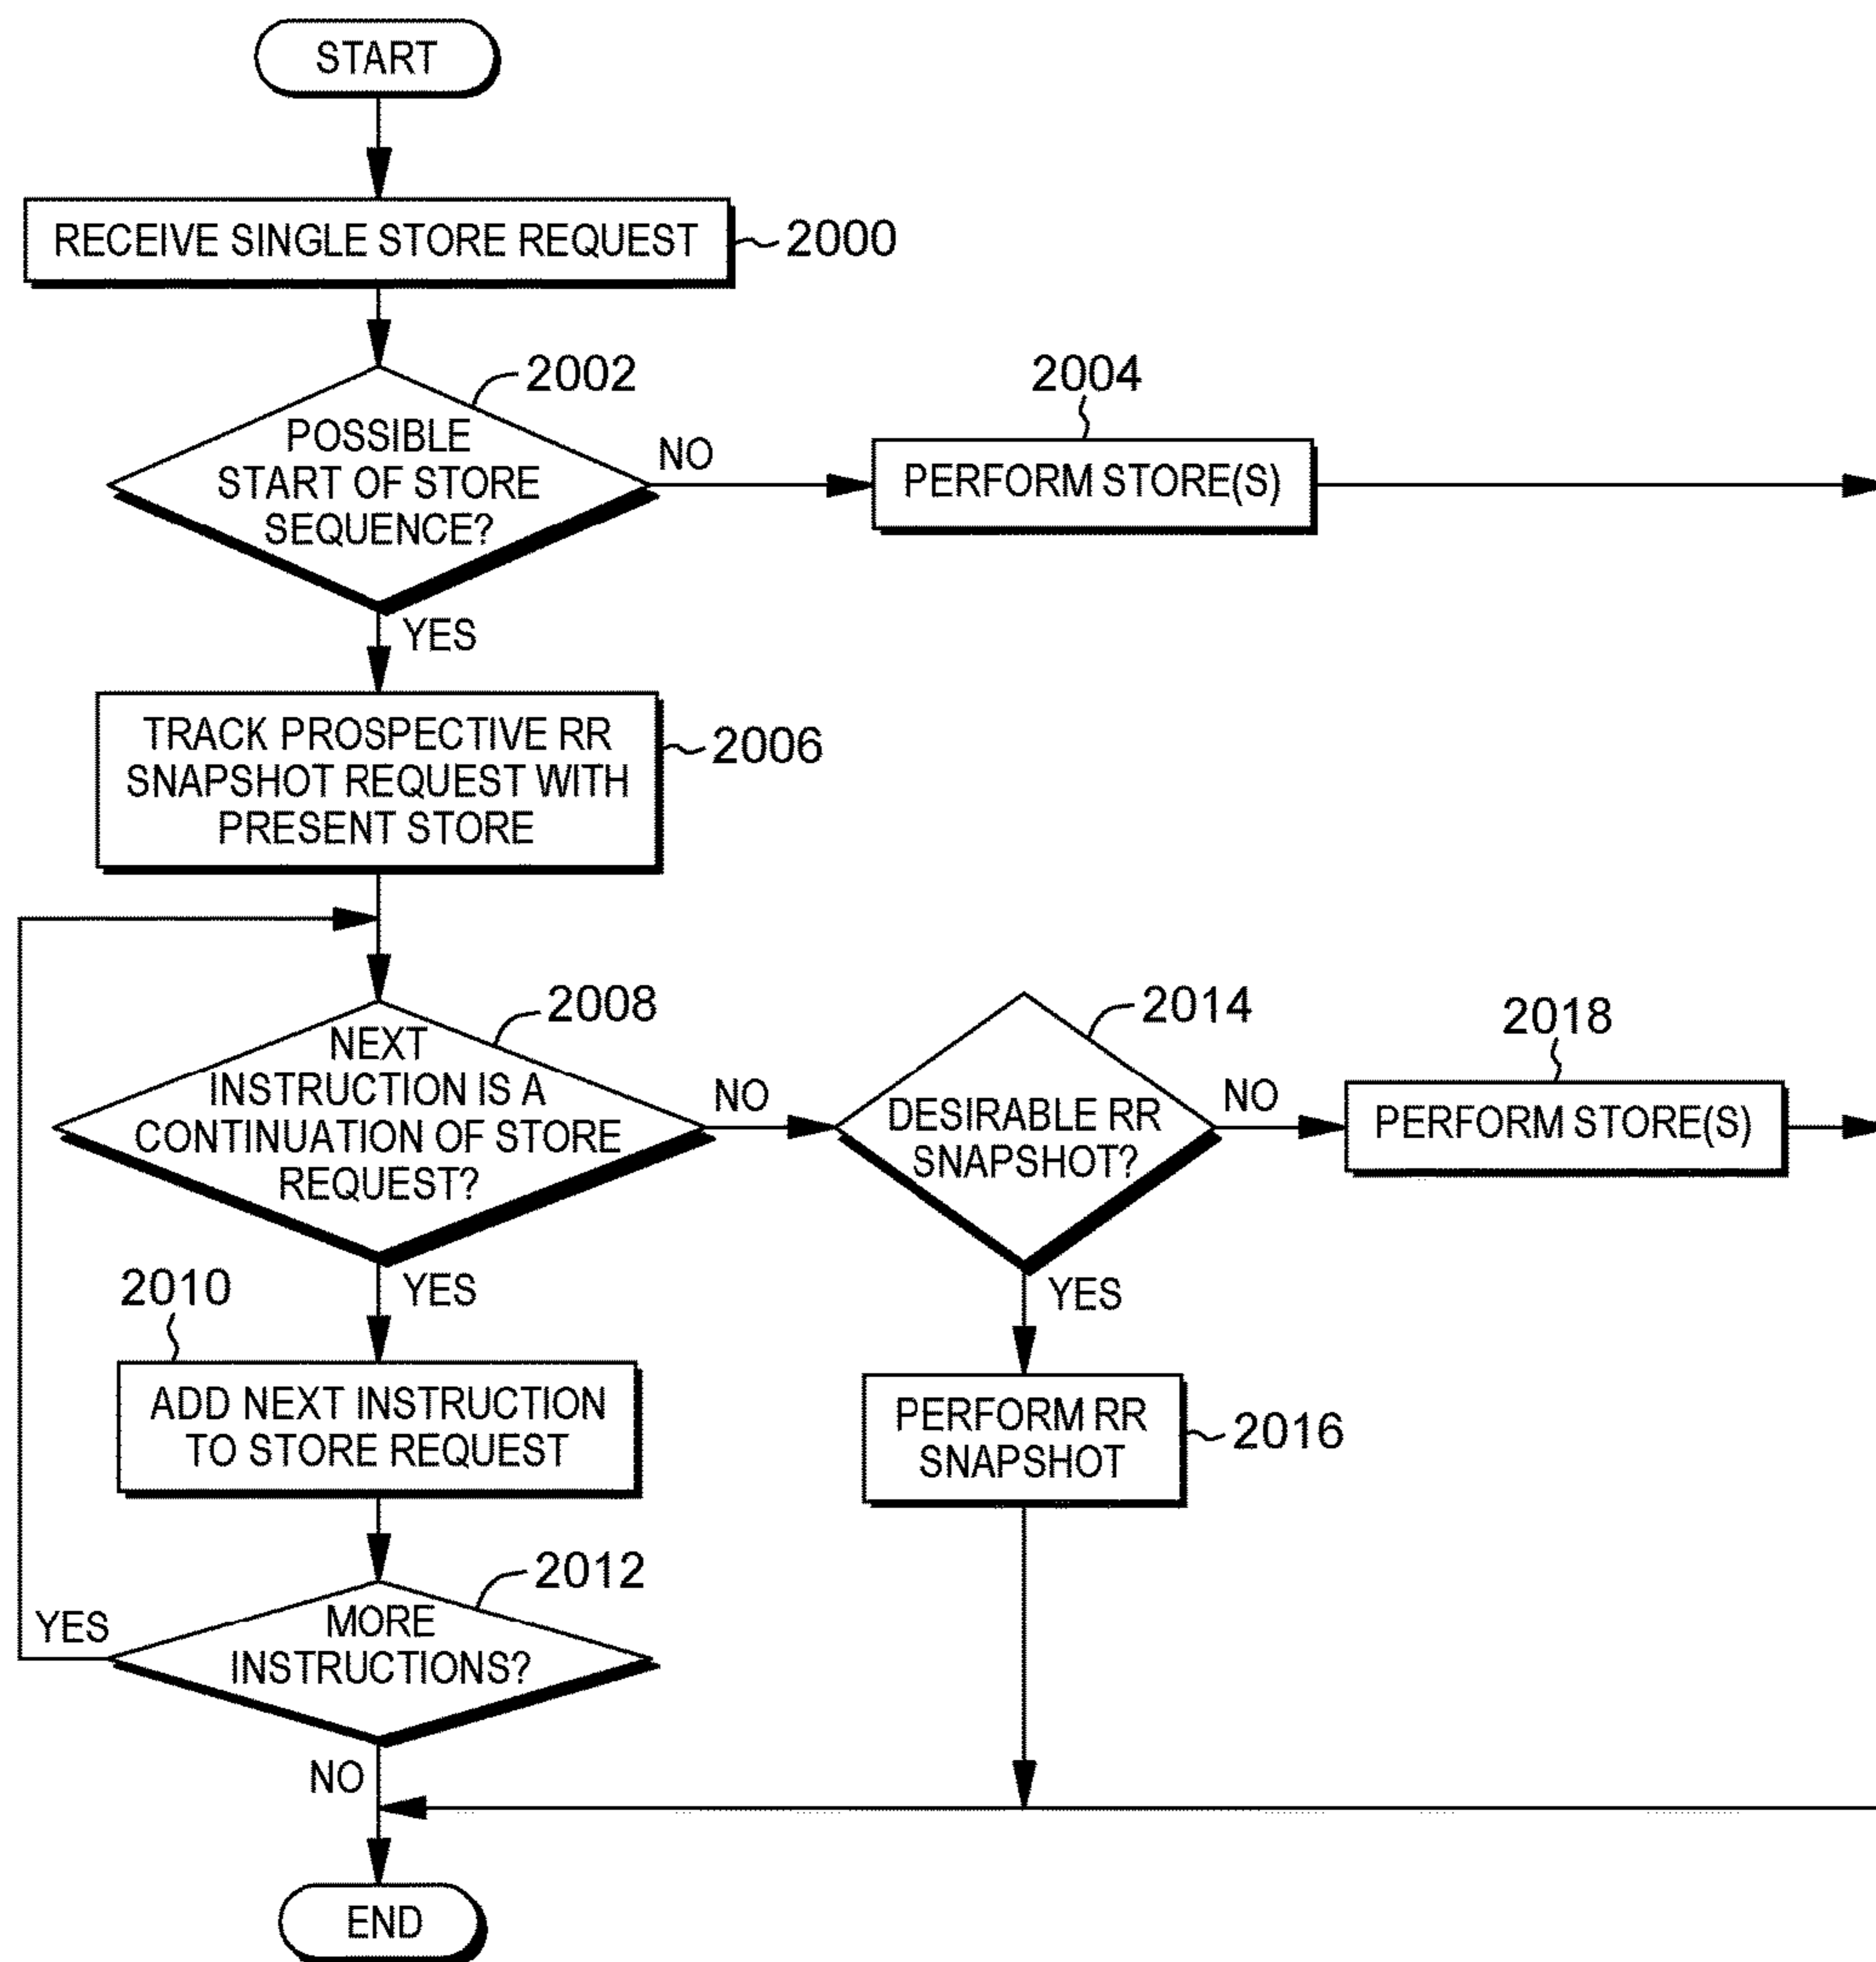 START
RECEIVE SINGLE STORE REQUEST
2000
2002
POSSIBLE
START OF STORE
SEQUENCE?
NO
2004
PERFORM STORE(S)
YES
TRACK PROSPECTIVE RR
SNAPSHOT REQUEST WITH
PRESENT STORE
2006
2008
NEXT
INSTRUCTION IS A
CONTINUATION OF STORE
REQUEST?
NO
2014
DESIRABLE RR
SNAPSHOT?
NO
2018
PERFORM STORE(S)
YES
2010
ADD NEXT INSTRUCTION
TO STORE REQUEST
YES
PERFORM RR
SNAPSHOT
2016
2012
MORE
INSTRUCTIONS?
YES
NO
END